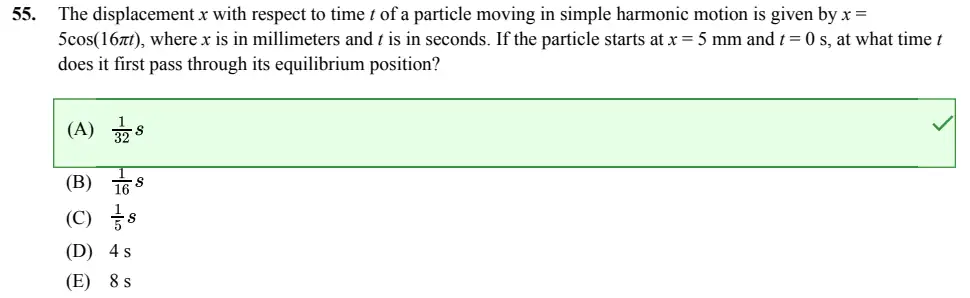 55. The displacement x with respect to time t of a particle moving in simple harmonic motion is given by x =
5cos(16πt), where x is in millimeters and t is in seconds. If the particle starts at x = 5 mm and t = 0 s, at what time t
does it first pass through its equilibrium position?
(A) 1/32 s
(B) 1/16 s
(C) 1/5 s
(D) 4 s
(E) 8 s